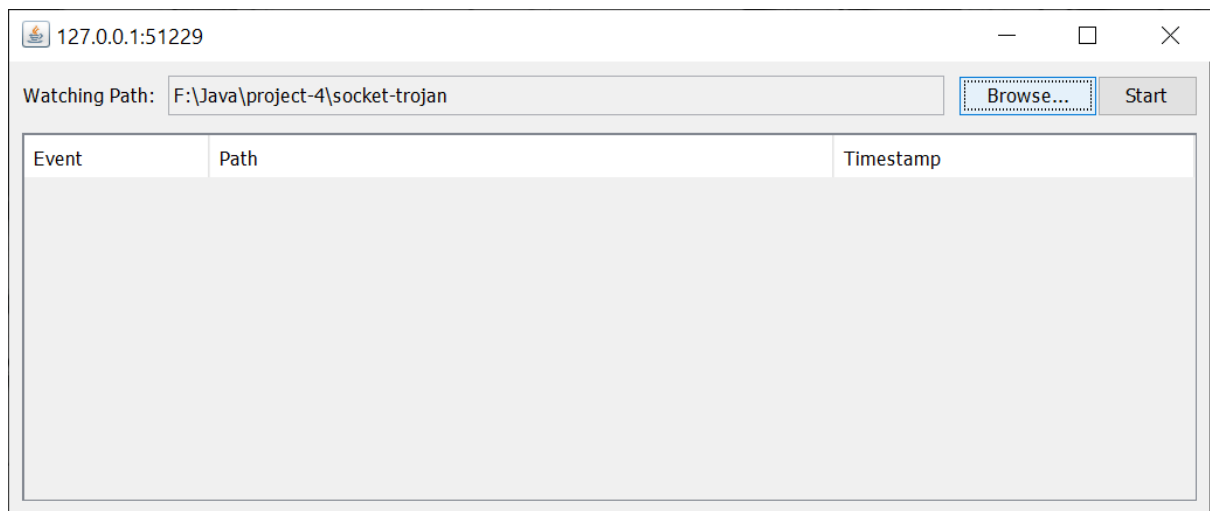 127.0.0.1:51229
Watching Path: F:\Java\project-4\socket-trojan Browse... Start
Event Path Timestamp